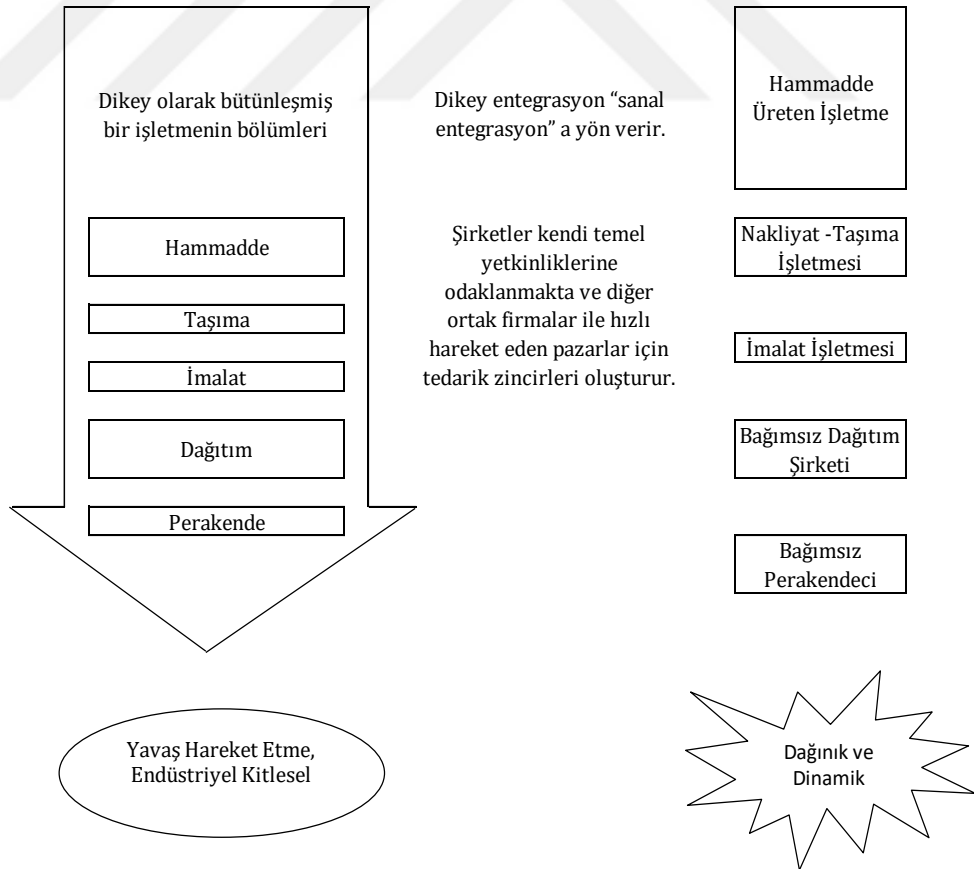 Dikey olarak bütünleşmiş
bir işletmenin bölümleri
Hammadde
Taşıma
İmalat
Dağıtım
Perakende
Yavaş Hareket Etme,
Endüstriyel Kitlesel
Dikey entegrasyon “sanal
entegrasyon” a yön verir.
Şirketler kendi temel
yetkinliklerine
odaklanmakta ve diğer
ortak firmalar ile hızlı
hareket eden pazarlar için
tedarik zincirleri oluşturur.
Hammadde
Üreten İşletme
Nakliyat -Taşıma
İşletmesi
İmalat İşletmesi
Bağımsız Dağıtım
Şirketi
Bağımsız
Perakendeci
Dağınık ve
Dinamik